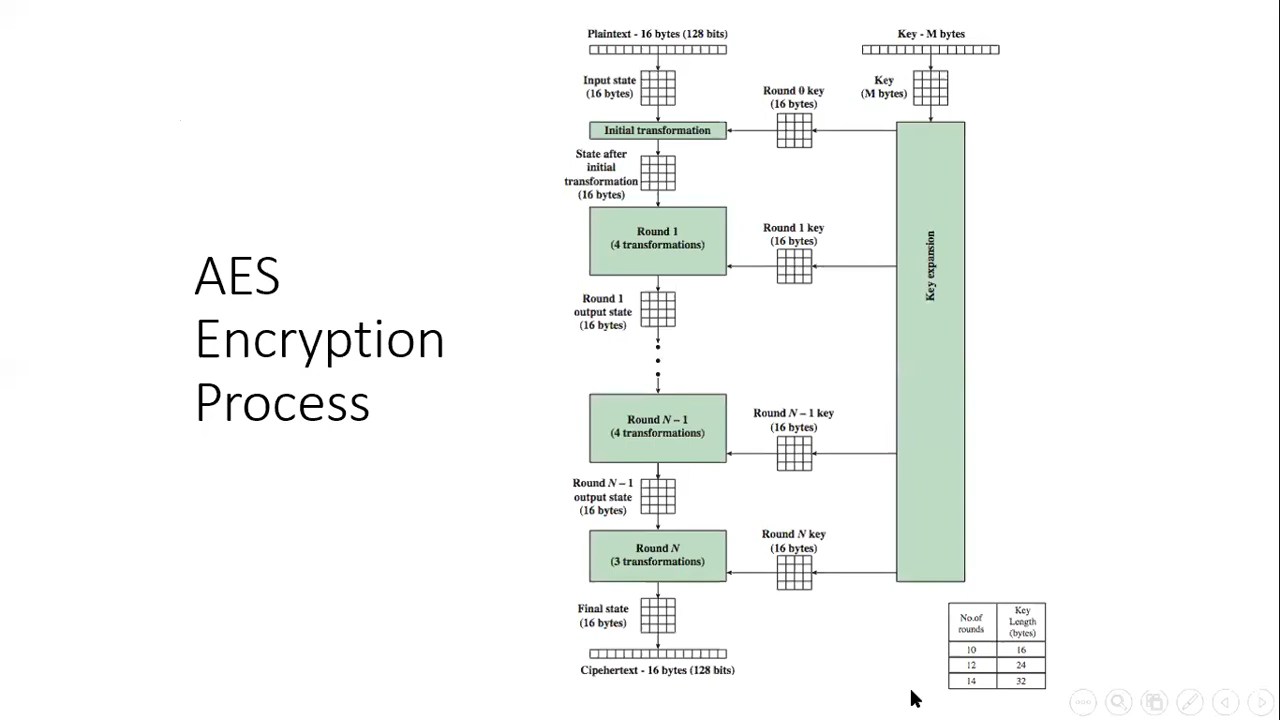 AES
Encryption
Process
Plaintext - 16 bytes (128 bits)
Key - M bytes
Input state
(16 bytes)
Key
(M bytes)
Round 0 key
(16 bytes)
Initial transformation
State after
initial
transformation
(16 bytes)
Round 1
(4 transformations)
Round 1 key
(16 bytes)
Key expansion
Round 1
output state
(16 bytes)
Round N – 1
(4 transformations)
Round N – 1 key
(16 bytes)
Round N – 1
output state
(16 bytes)
Round N
(3 transformations)
Round N key
(16 bytes)
Final state
(16 bytes)
Cipehertext - 16 bytes (128 bits)
No.of
rounds
Key
Length
(bytes)
10 16
12 24
14 32